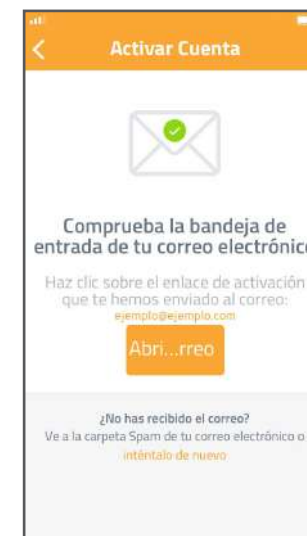 Activar Cuenta
Comprueba la bandeja de
entrada de tu correo electrónic
Haz clic sobre el enlace de activación
que te hemos enviado al correo:
ejemplo@ejemplo.com
Abri...rreo
¿No has recibido el correo?
Ve a la carpeta Spam de tu correo electrónico o
inténtalo de nuevo